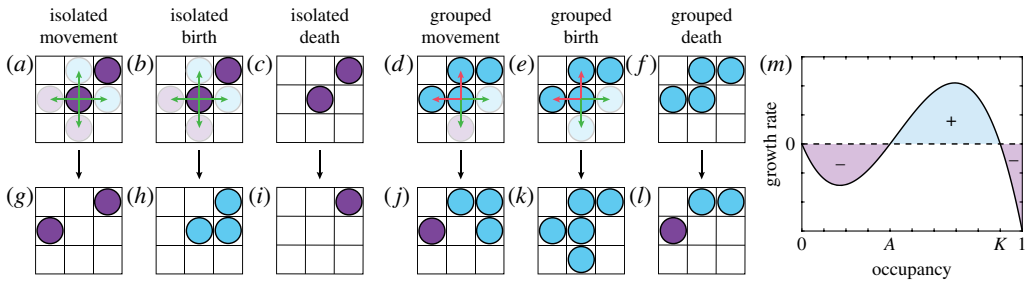 isolated movement
isolated birth
isolated death
grouped movement
grouped birth
grouped death
(a)
(b)
(c)
(d)
(e)
(f)
(m)
(g)
(h)
(i)
(j)
(k)
(l)
growth rate
0
+
−
−
0
A
K
1
occupancy